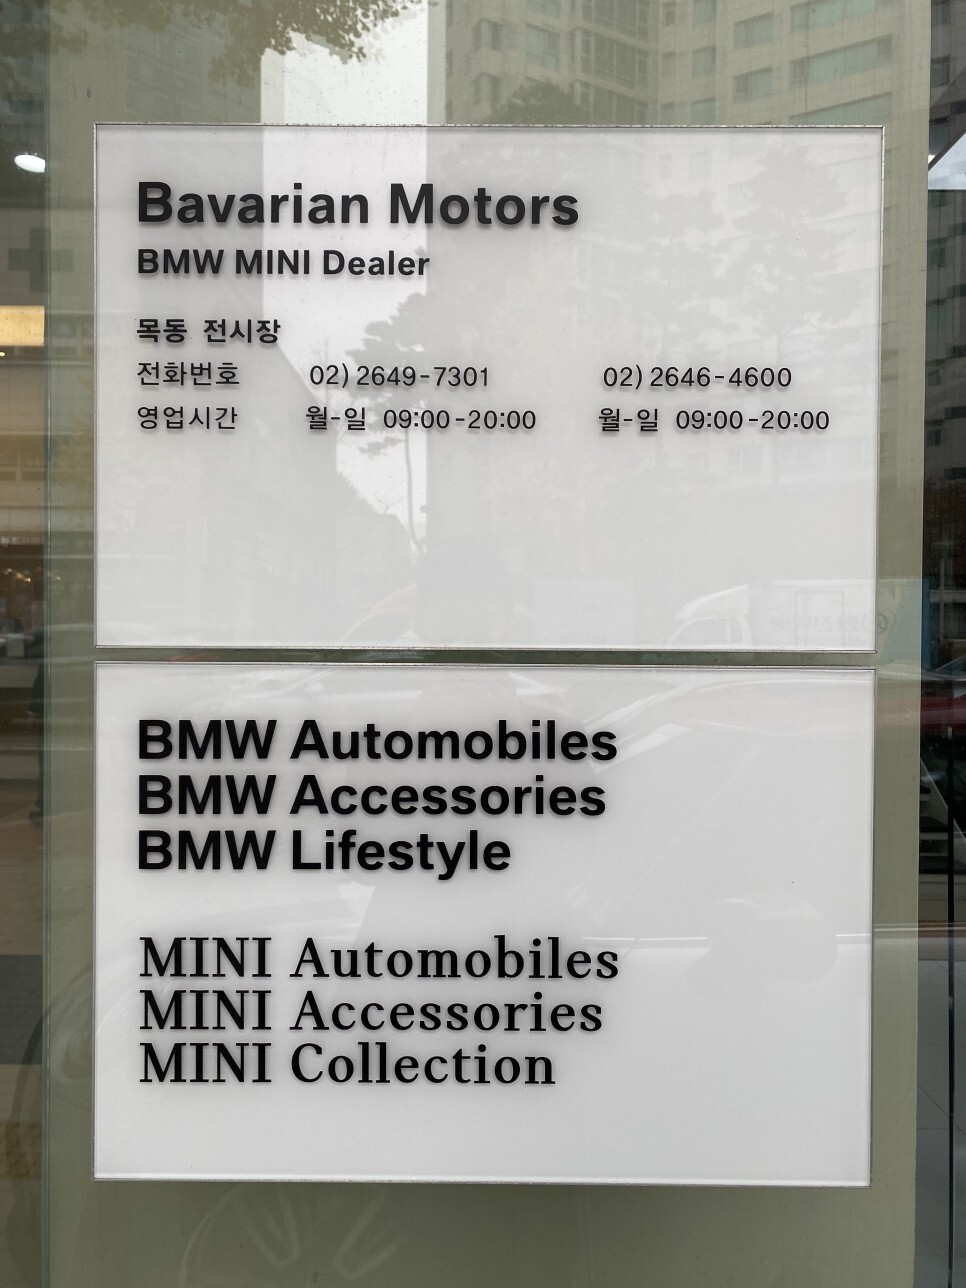 Bavarian Motors
BMW MINI Dealer
목동 전시장
전화번호 02) 2649-7301 02) 2646-4600
영업시간 월-일 09:00-20:00 월-일 09:00-20:00
BMW Automobiles
BMW Accessories
BMW Lifestyle
MINI Automobiles
MINI Accessories
MINI Collection